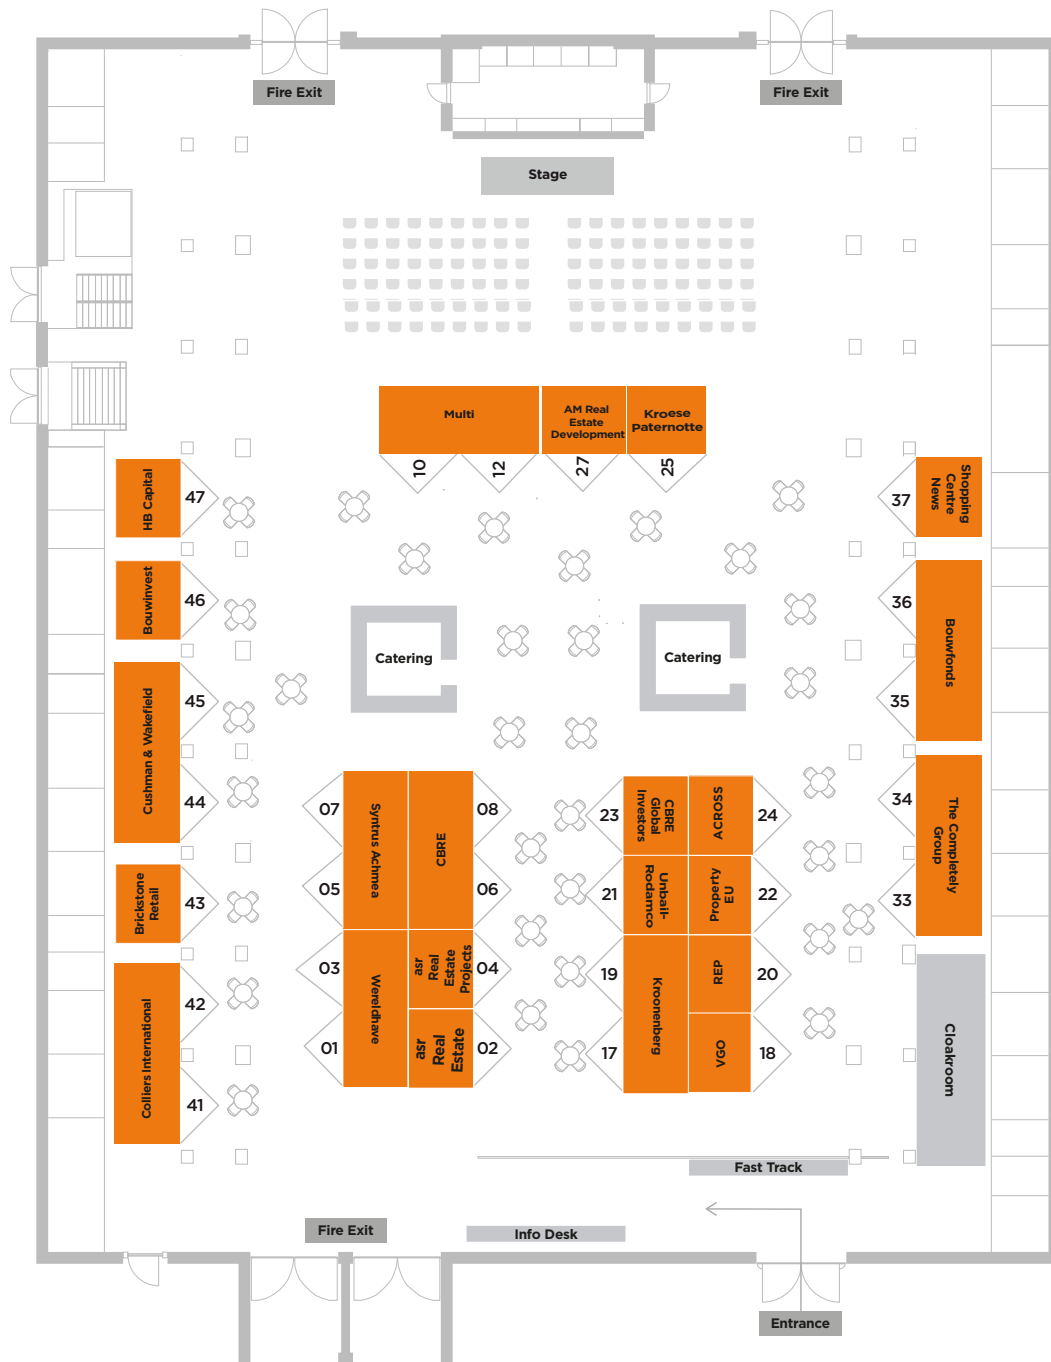 Fire Exit
Fire Exit
Stage
Multi
AM Real
Estate
Development
Kroese
Paternotte
10
12
27
25
HB Capital
47
Shopping
Centre
News
37
Bouwinvest
46
Bouwfonds
36
35
Catering
Catering
Cushman & Wakefield
45
44
The Completely
Group
34
33
Brickstone
Retail
43
Colliers International
42
41
07
Syntrus Achmea
CBRE
08
05
06
03
Wereldhave
asr
Real
Estate
Projects
04
01
asr
Real
Estate
02
23
CBRE
Global
Investors
ACROSS
24
21
Unbail-
Rodamco
Property
EU
22
19
Kroonenberg
REP
20
17
VGO
18
Cloakroom
Fast Track
Fire Exit
Info Desk
Entrance